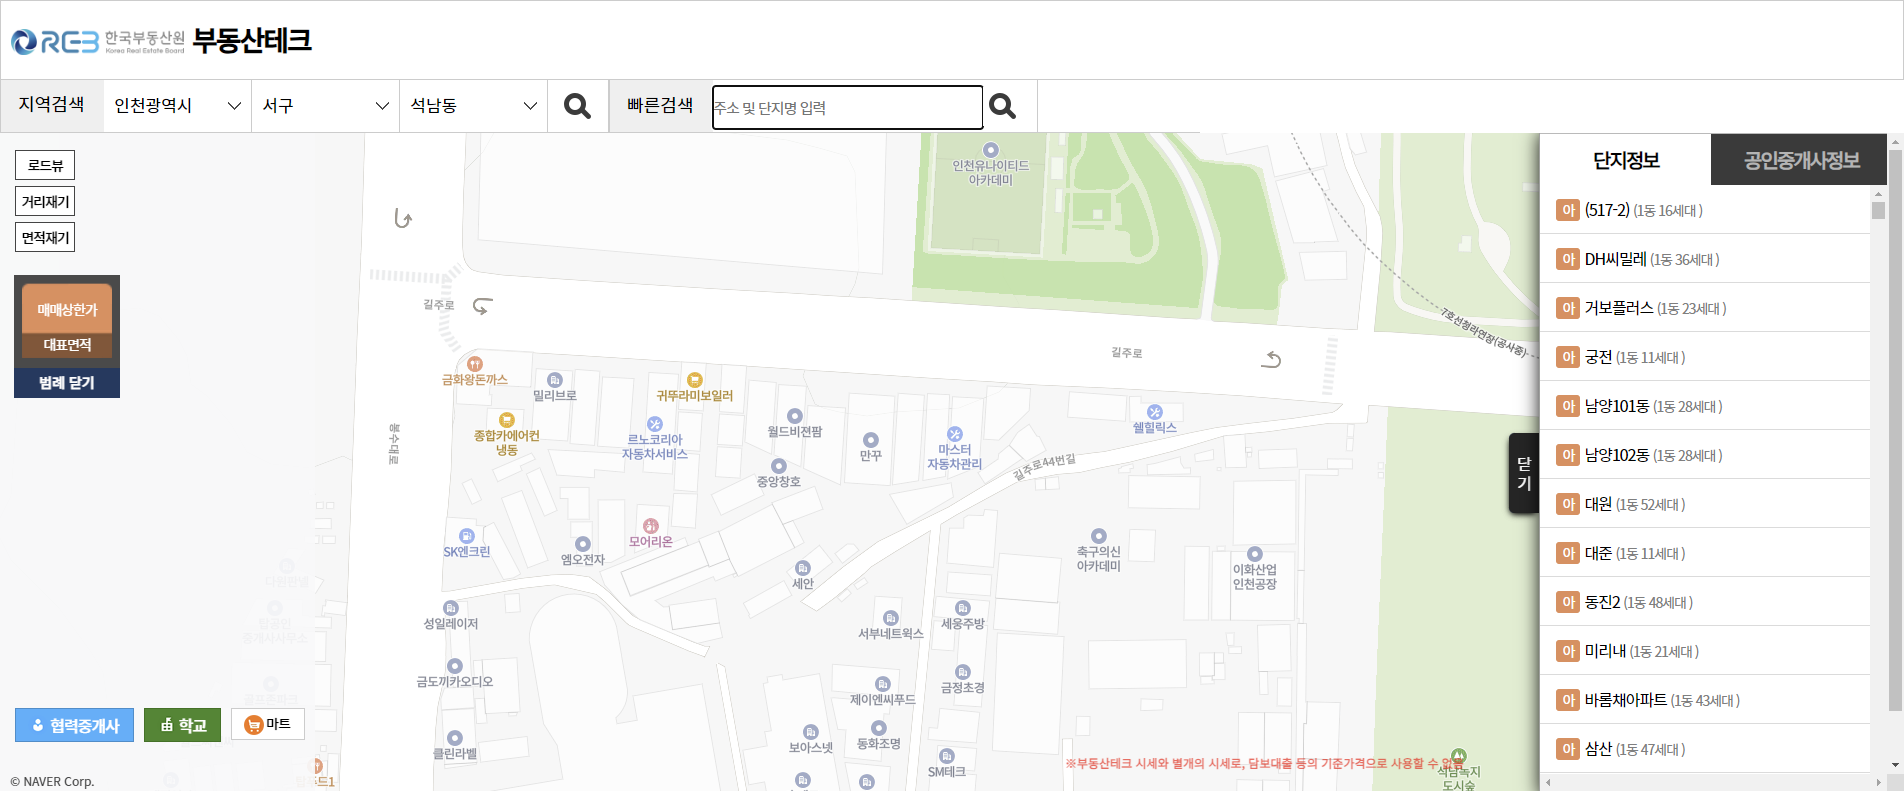 REB 한국부동산원 부동산테크
Korea Real Estate Board
지역검색 인천광역시 서구 석남동 빠른검색 주소 및 단지명 입력
로드뷰
거리재기
면적재기
매매상한가
대표면적
범례 닫기
인천유나이티드
아카데미
길주로
길주로
7호선청라연장(공사중)
금화왕돈까스
밀리브로
귀뚜라미보일러
종합카에어컨
냉동
르노코리아
자동차서비스
월드비젼팜
만꾸
마스터
자동차관리
쉘힐릭스
봉수대로
중앙창호
길주로44번길
SK엔크린
엠오전자
모어리온
세안
축구의신
아카데미
이화산업
인천공장
성일레이저
서부네트웍스
세웅주방
금도끼카오디오
제이엔씨푸드
금정초경
클린라벨
보아스넷
동화조명
SM테크
석남녹지
도시숲
※부동산테크 시세와 별개의 시세로, 담보대출 등의 기준가격으로 사용할 수 없음
협력중개사
학교
마트
© NAVER Corp.
닫
기
단지정보 공인중개사정보
아 (517-2) (1동 16세대 )
아 DH씨밀레 (1동 36세대 )
아 거보플러스 (1동 23세대 )
아 궁전 (1동 11세대 )
아 남양101동 (1동 28세대 )
아 남양102동 (1동 28세대 )
아 대원 (1동 52세대 )
아 대준 (1동 11세대 )
아 동진2 (1동 48세대 )
아 미리내 (1동 21세대 )
아 바롬채아파트 (1동 43세대 )
아 삼산 (1동 47세대 )